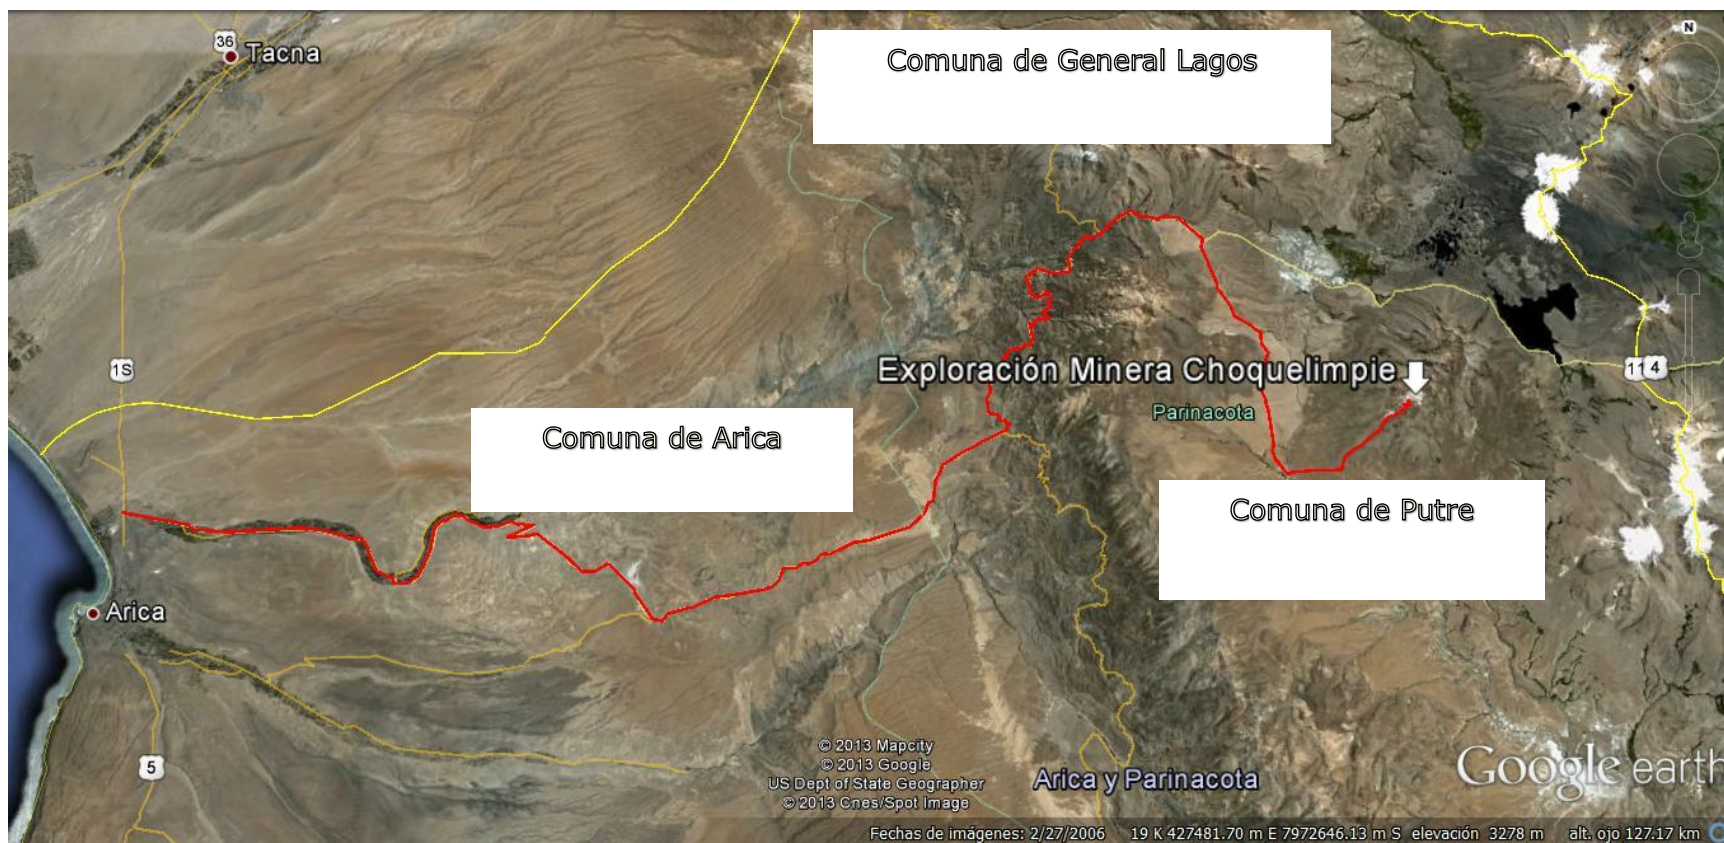 36
Tacna
Comuna de General Lagos
N
1S
Exploración Minera Choquelimpie
11 4
Parinacota
Comuna de Arica
Comuna de Putre
Arica
5
© 2013 Mapcity
© 2013 Google
US Dept of State Geographer
© 2013 Cnes/Spot Image
Arica y Parinacota
Google earth
Fechas de imágenes: 2/27/2006 19 K 427481.70 m E 7972646.13 m S elevación 3278 m alt. ojo 127.17 km